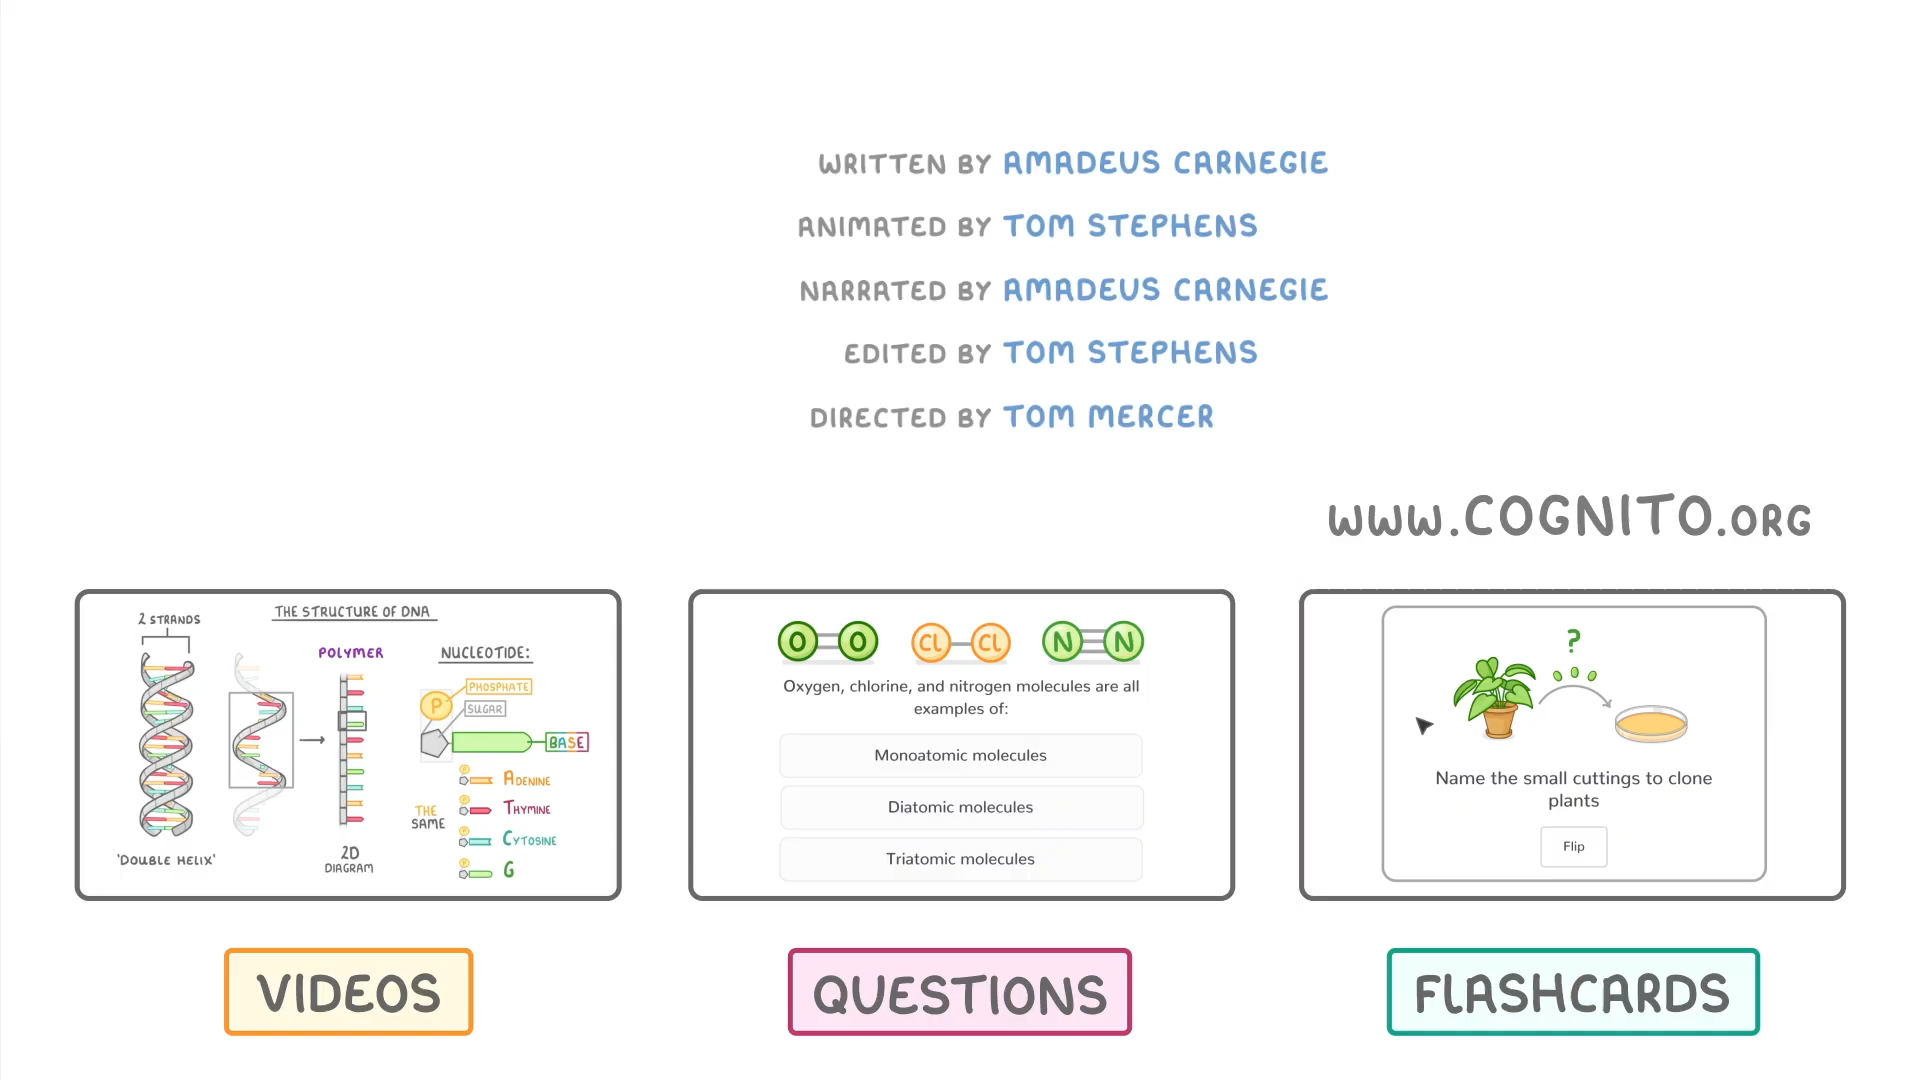 WRITTEN BY AMADEUS CARNEGIE
ANIMATED BY TOM STEPHENS
NARRATED BY AMADEUS CARNEGIE
EDITED BY TOM STEPHENS
DIRECTED BY TOM MERCER
WWW.COGNITO.ORG
THE STRUCTURE OF DNA
2 STRANDS
POLYMER
NUCLEOTIDE:
PHOSPHATE
P
SUGAR
BASE
ADENINE
THE SAME
THYMINE
CYTOSINE
G
'DOUBLE HELIX'
2D
DIAGRAM
O O Cl Cl N N
Oxygen, chlorine, and nitrogen molecules are all
examples of:
Monoatomic molecules
Diatomic molecules
Triatomic molecules
?
Name the small cuttings to clone
plants
Flip
VIDEOS
QUESTIONS
FLASHCARDS